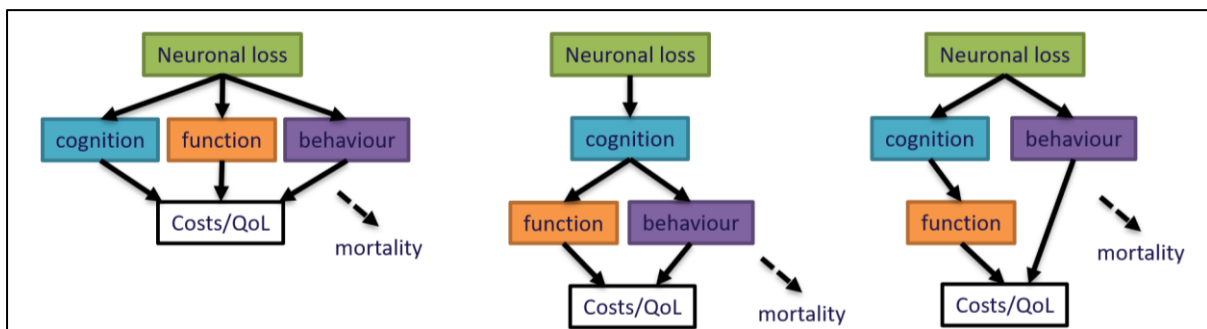 Neuronal loss
cognition
function
behaviour
Costs/QoL
mortality
Neuronal loss
cognition
function
behaviour
Costs/QoL
mortality
Neuronal loss
cognition
behaviour
function
mortality
Costs/QoL